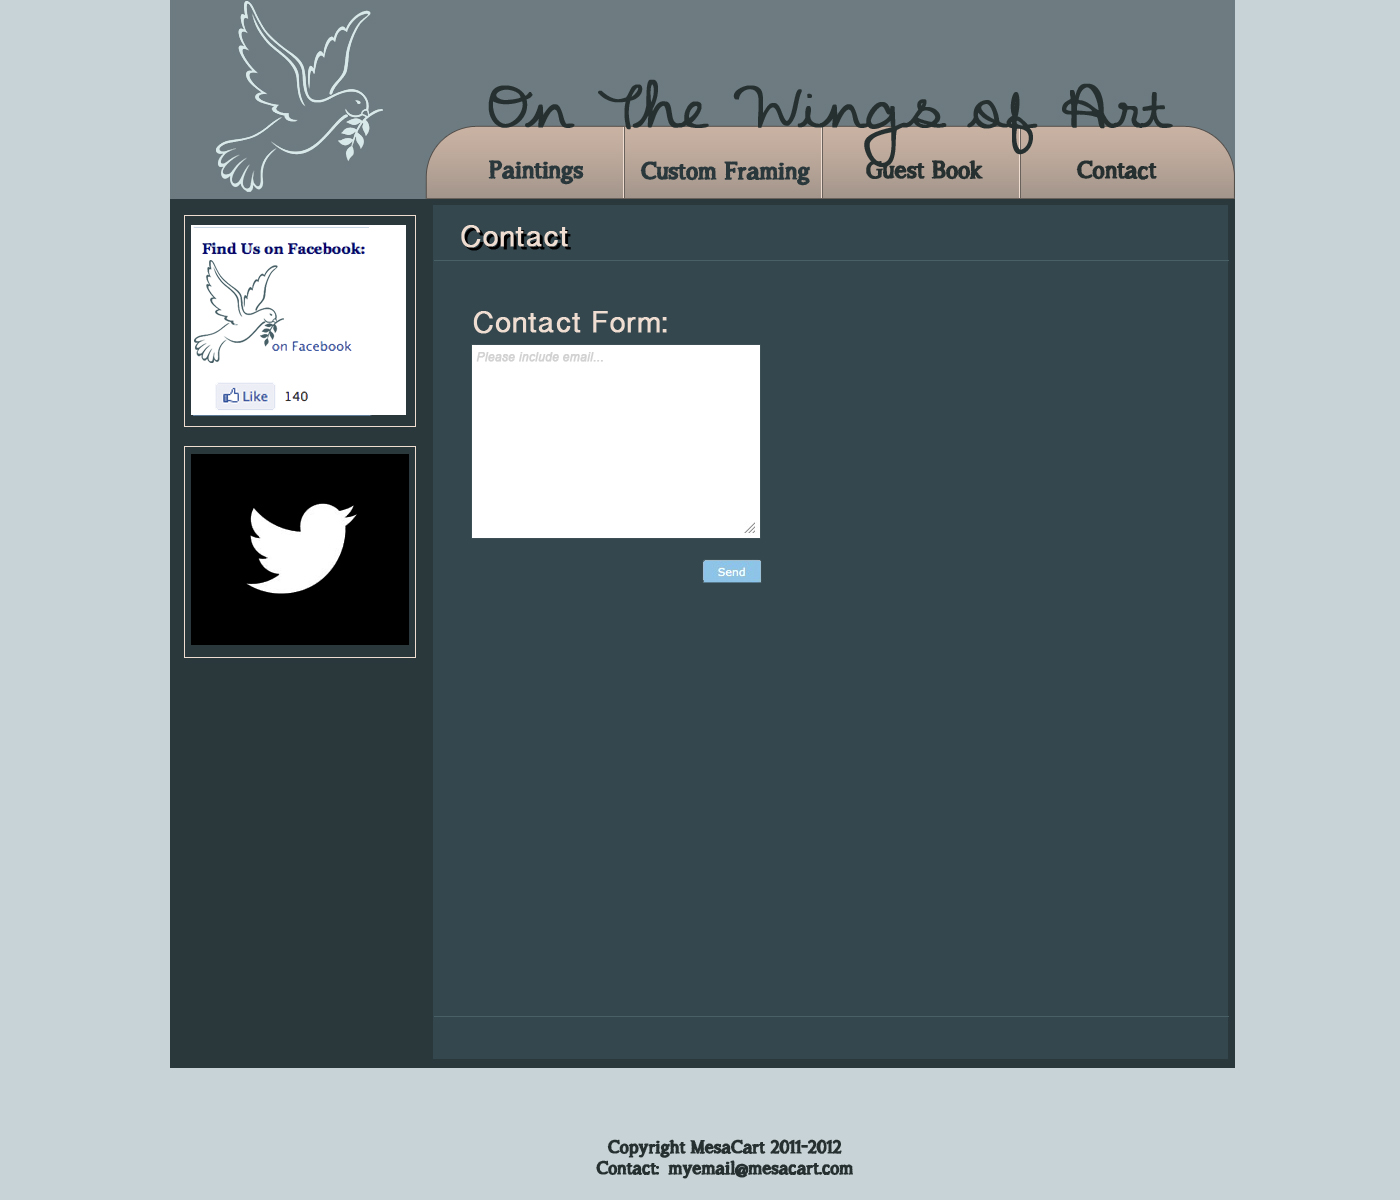 On The Wings of Art
Paintings
Custom Framing
Guest Book
Contact
Find Us on Facebook:
on Facebook
Like 140
Contact
Contact Form:
Please include email...
Send
Copyright MesaCart 2011-2012
Contact: myemail@mesacart.com